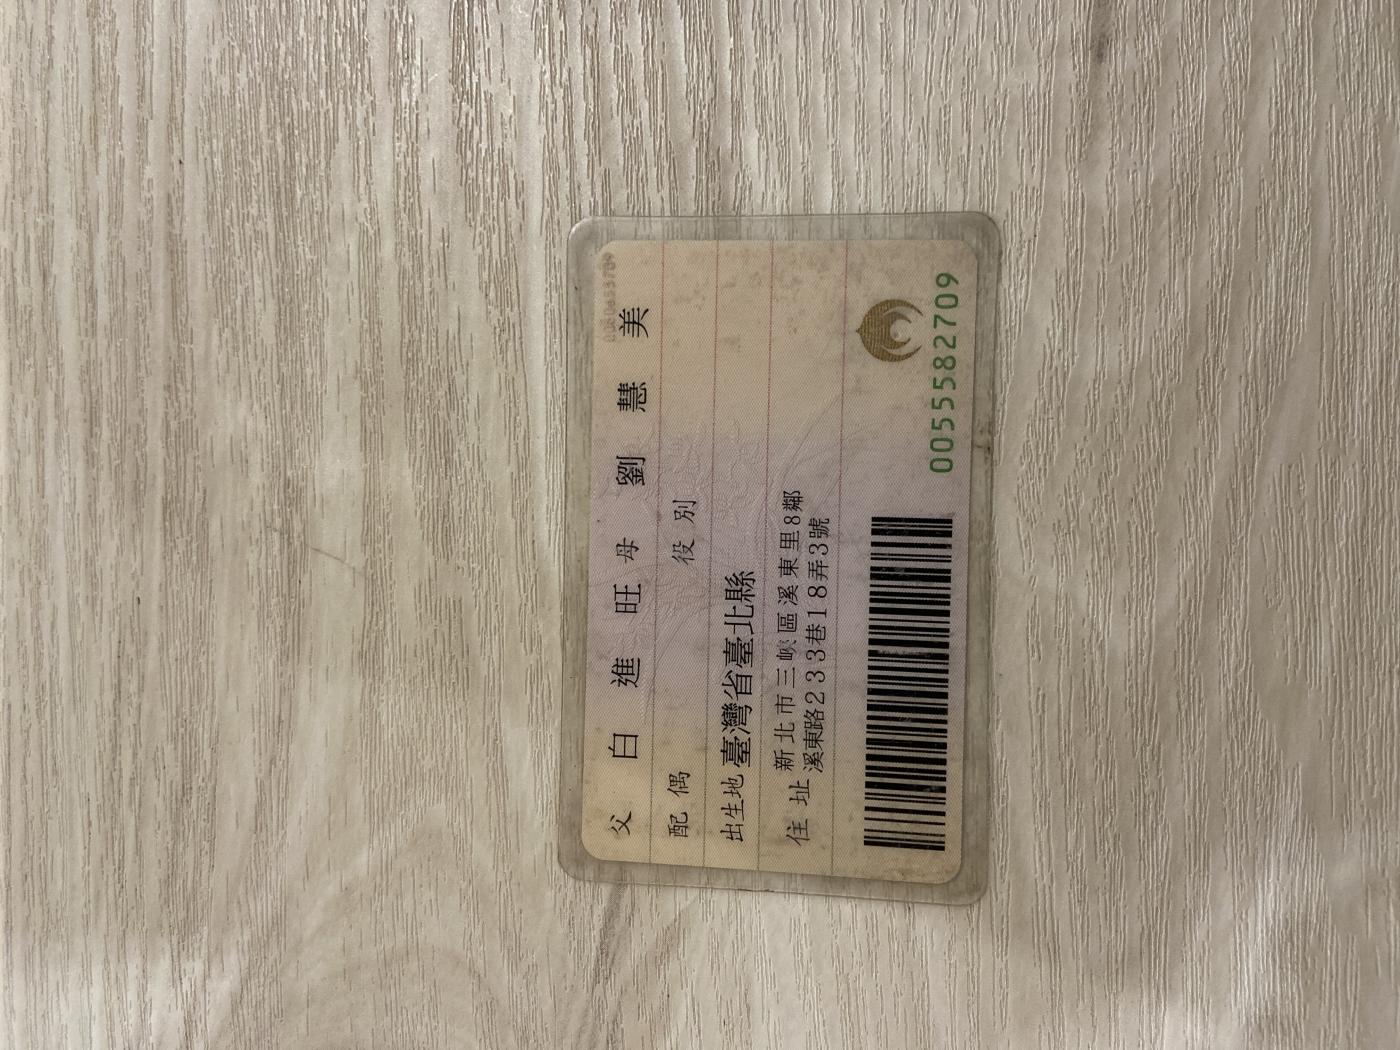 父 白 進 旺 母 劉 慧 美
配偶 役別
出生地 臺灣省臺北縣
住址 新北市三峽區溪東里8鄰
溪東路233巷18弄3號
0055582709